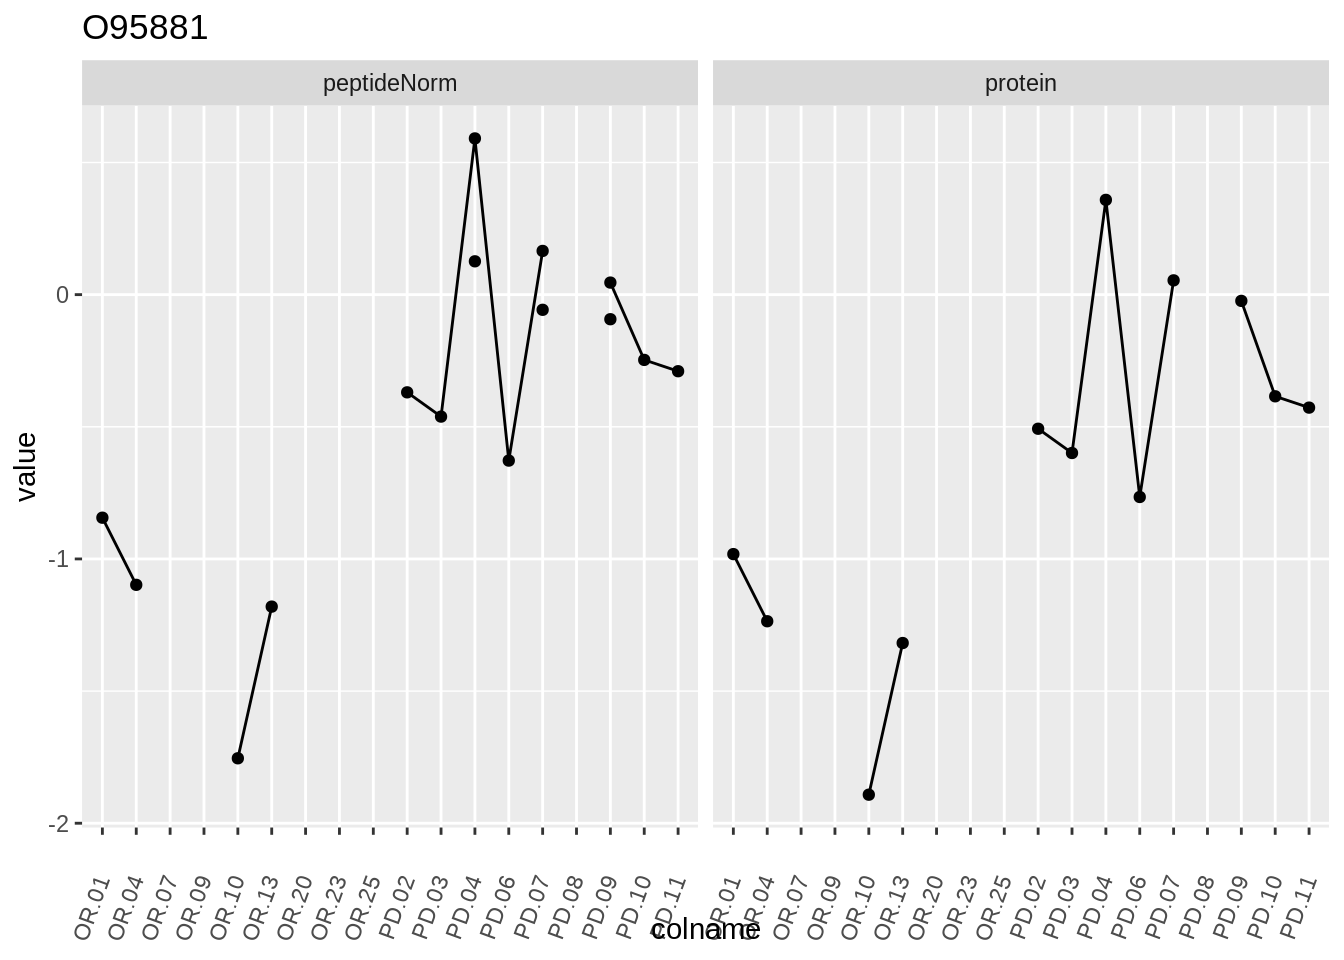 O95881
peptideNorm protein
0
-1
-2
value
OR.01 OR.04 OR.07 OR.09 OR.10 OR.13 OR.20 OR.23 OR.25 PD.02 PD.03 PD.04 PD.06 PD.07 PD.08 PD.09 PD.10 PD.11 OR.01 OR.04 OR.07 OR.09 OR.10 OR.13 OR.20 OR.23 OR.25 PD.02 PD.03 PD.04 PD.06 PD.07 PD.08 PD.09 PD.10 PD.11
colname